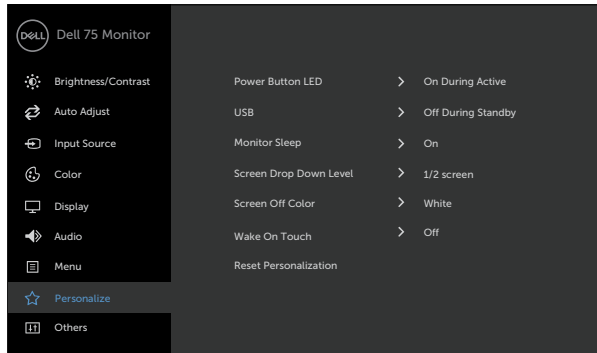 DELL Dell 75 Monitor
Brightness/Contrast Power Button LED > On During Active
Auto Adjust USB > Off During Standby
Input Source Monitor Sleep > On
Color Screen Drop Down Level > 1/2 screen
Display Screen Off Color > White
Audio Wake On Touch > Off
Menu Reset Personalization
Personalize
Others